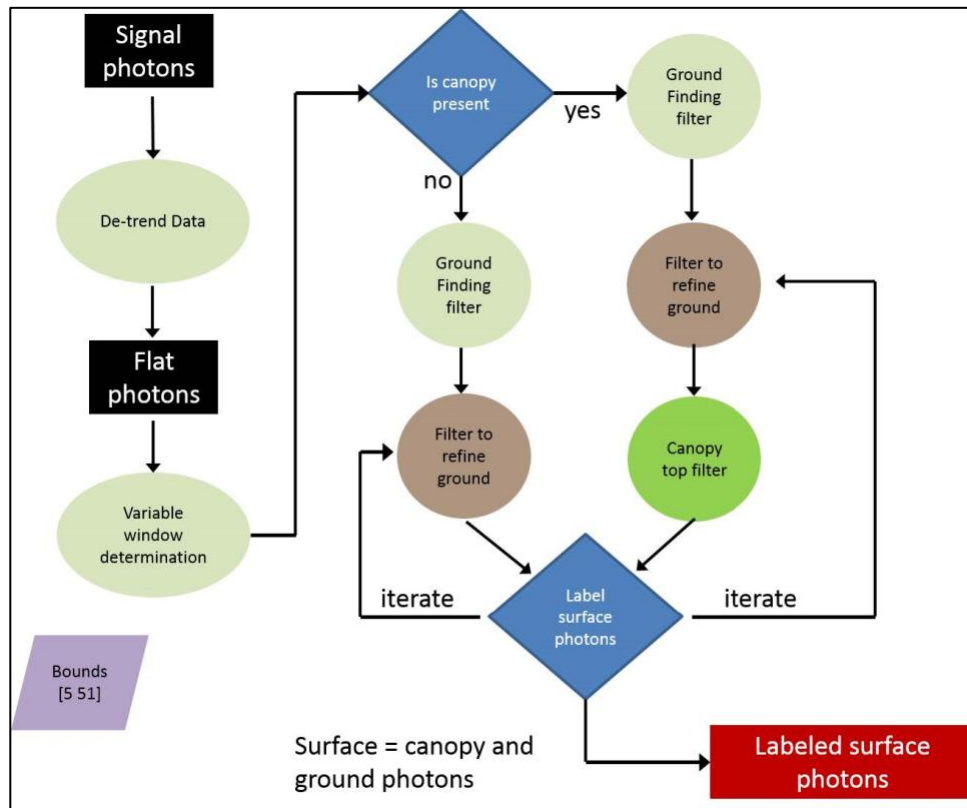 Signal
photons
De-trend Data
Flat
photons
Variable
window
determination
Bounds
[5 51]
Is canopy
present
yes
no
Ground
Finding
filter
Filter to
refine
ground
Ground
Finding
filter
Filter to
refine
ground
Canopy
top filter
Label
surface
photons
iterate
iterate
Surface = canopy and
ground photons
Labeled surface
photons